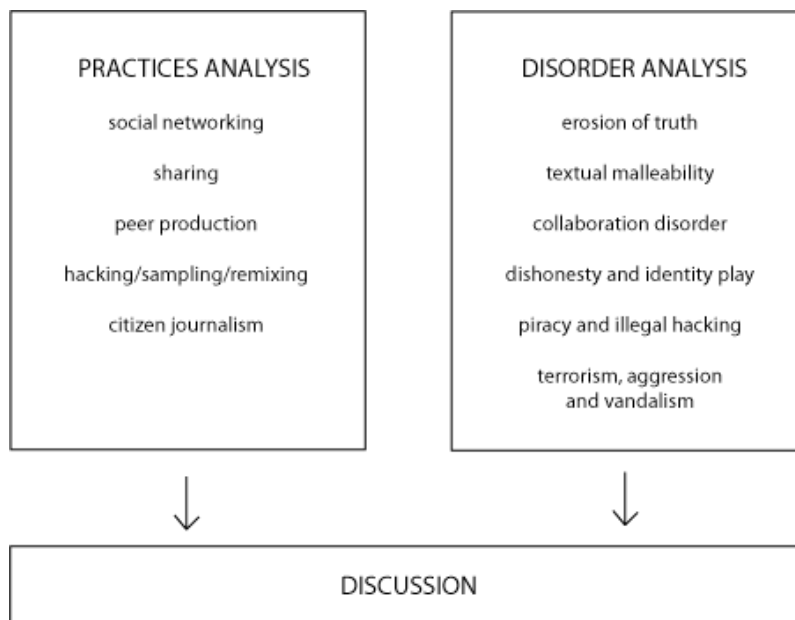 PRACTICES ANALYSIS
social networking
sharing
peer production
hacking/sampling/remixing
citizen journalism
DISORDER ANALYSIS
erosion of truth
textual malleability
collaboration disorder
dishonesty and identity play
piracy and illegal hacking
terrorism, aggression
and vandalism
DISCUSSION